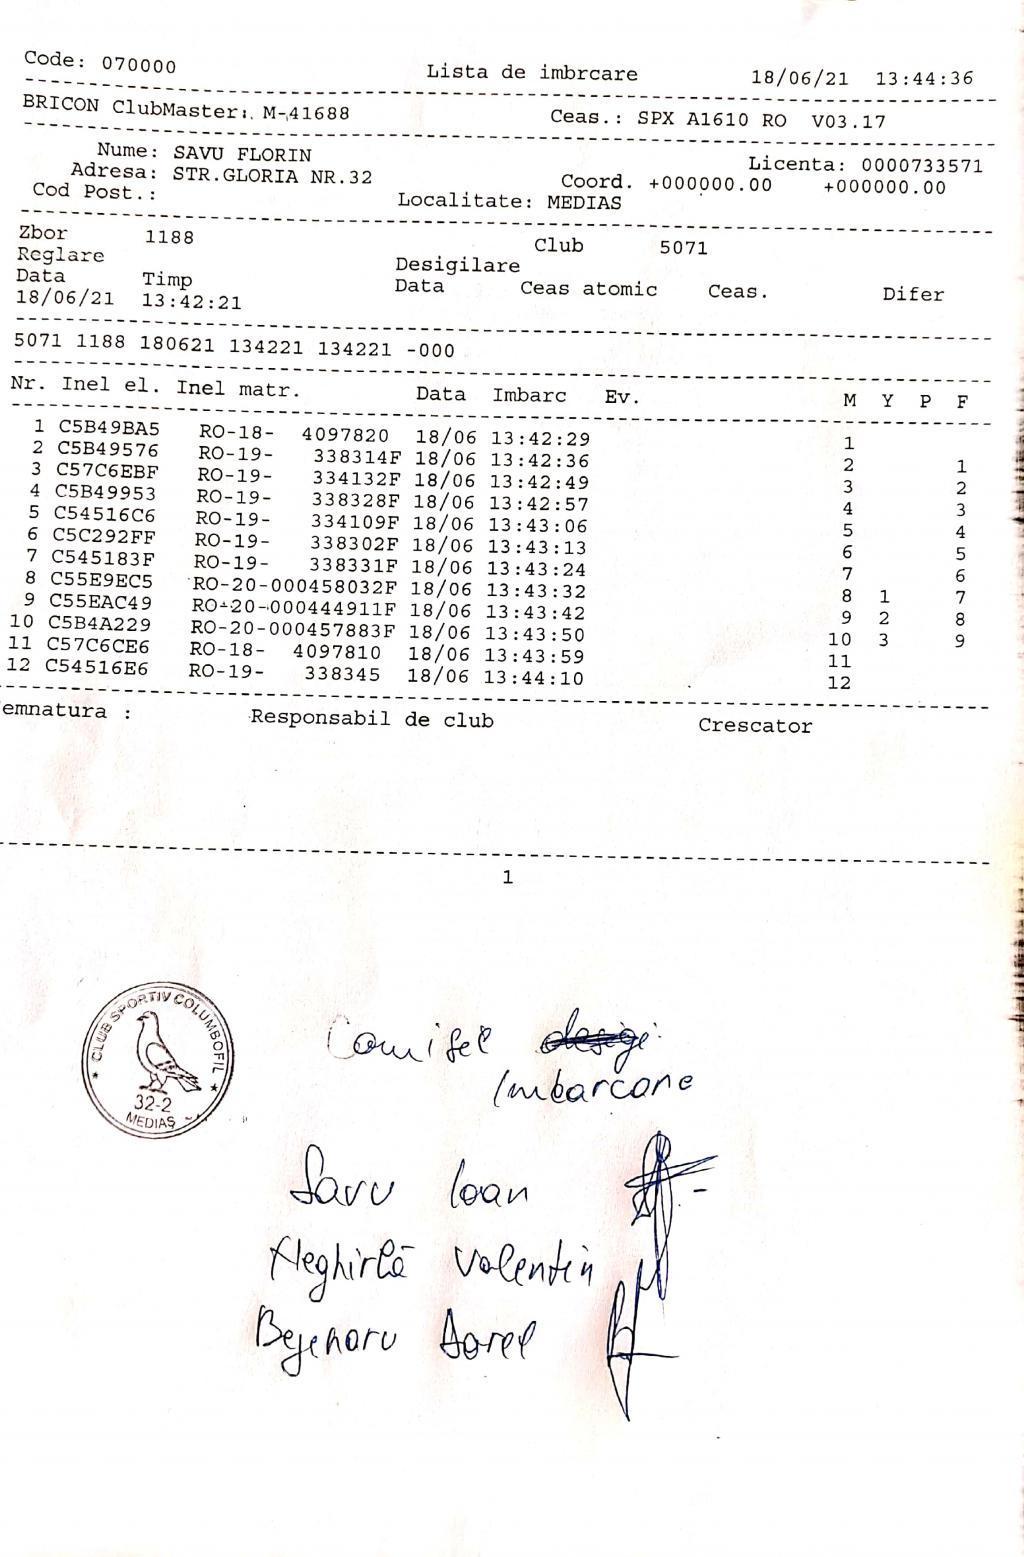 Code: 070000 Lista de imbrcare 18/06/21 13:44:36
BRICON ClubMaster: M-41688 Ceas.: SPX A1610 RO V03.17
Nume: SAVU FLORIN Licenta: 0000733571
Adresa: STR.GLORIA NR.32 Coord. +000000.00 +000000.00
Cod Post.: Localitate: MEDIAS
Zbor 1188 Club 5071
Reglare Desigilare
Data Timp Data Ceas atomic Ceas. Difer
18/06/21 13:42:21
5071 1188 180621 134221 134221 -000
Nr. Inel el. Inel matr. Data Imbarc Ev. M Y P F
1 C5B49BA5 RO-18- 4097820 18/06 13:42:29 1
2 C5B49576 RO-19- 338314F 18/06 13:42:36 2 1
3 C57C6EBF RO-19- 334132F 18/06 13:42:49 3 2
4 C5B49953 RO-19- 338328F 18/06 13:42:57 4 3
5 C54516C6 RO-19- 334109F 18/06 13:43:06 5 4
6 C5C292FF RO-19- 338302F 18/06 13:43:13 6 5
7 C545183F RO-19- 338331F 18/06 13:43:24 7 6
8 C55E9EC5 RO-20-000458032F 18/06 13:43:32 8 1 7
9 C55EAC49 RO-20-000444911F 18/06 13:43:42 9 2 8
10 C5B4A229 RO-20-000457883F 18/06 13:43:50 10 3 9
11 C57C6CE6 RO-18- 4097810 18/06 13:43:59 11
12 C54516E6 RO-19- 338345 18/06 13:44:10 12
emnatura : Responsabil de club Crescator
1
CLUB SPORTIV COLUMBOFIL
32-2
MEDIAȘ
Imbarcare
Savu Ioan
Valentin
Bejenaru Aurel